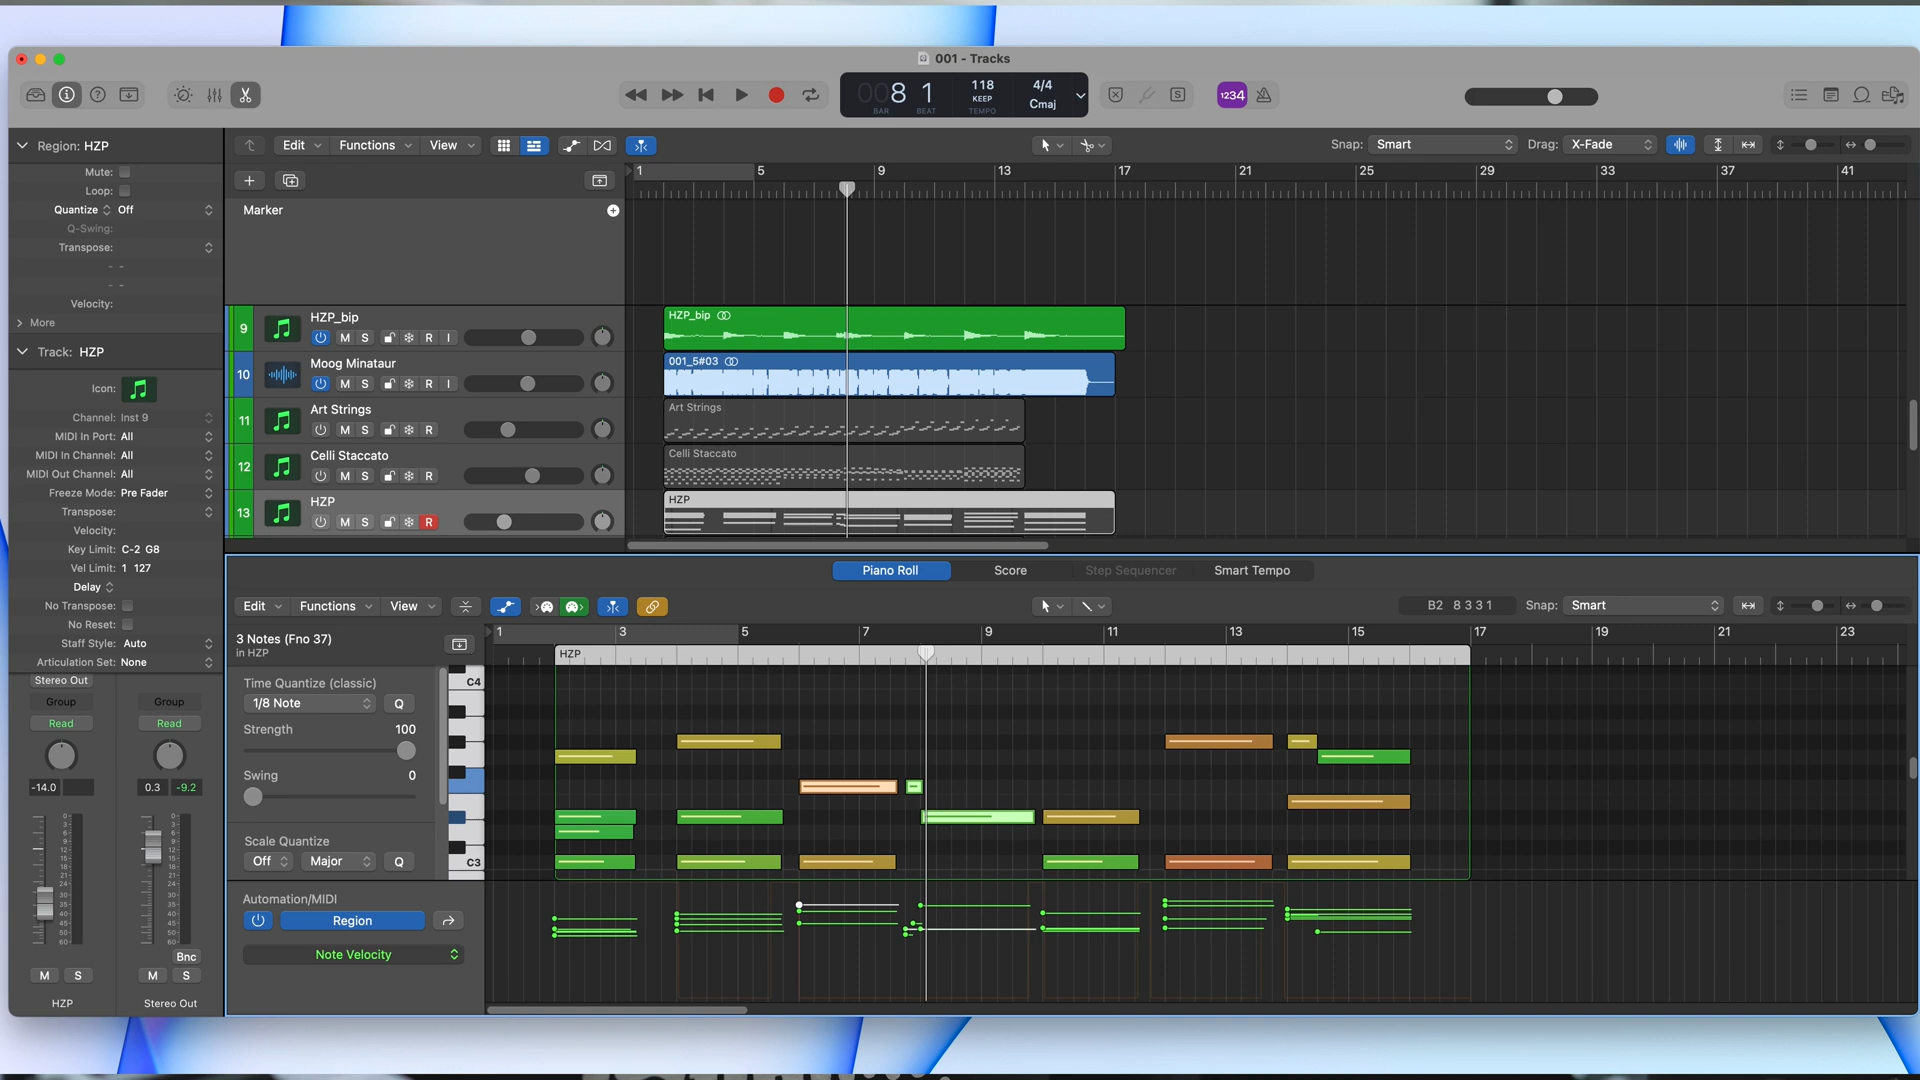 001 - Tracks
008 1
BAR BEAT
118
KEEP
TEMPO
4/4
Cmaj
1234
S
Region: HZP
Mute:
Loop:
Quantize Off
Q-Swing:
Transpose:
- -
- -
Velocity:
More
Track: HZP
Icon:
Channel: Inst 9
MIDI In Port: All
MIDI In Channel: All
MIDI Out Channel: All
Freeze Mode: Pre Fader
Transpose:
Velocity:
Key Limit: C-2 G8
Vel Limit: 1 127
Delay
No Transpose:
No Reset:
Staff Style: Auto
Articulation Set: None
Stereo Out
Group Group
Read Read
-14.0 0.3 -9.2
Bnc
M S M S
HZP Stereo Out
Edit Functions View
Snap: Smart Drag: X-Fade
1 5 9 13 17 21 25 29 33 37 41
Marker
9 HZP_bip
M S R I
HZP_bip
10 Moog Minataur
M S R I
001_5#03
11 Art Strings
M S R
Art Strings
12 Celli Staccato
M S R
Celli Staccato
13 HZP
M S R
HZP
Piano Roll Score Step Sequencer Smart Tempo
Edit Functions View
B2 8 3 3 1 Snap: Smart
3 Notes (Fno 37)
in HZP
1 3 5 7 9 11 13 15 17 19 21 23
HZP
Time Quantize (classic)
1/8 Note Q
Strength 100
Swing 0
Scale Quantize
Off Major Q
C4
C3
Automation/MIDI
Region
Note Velocity